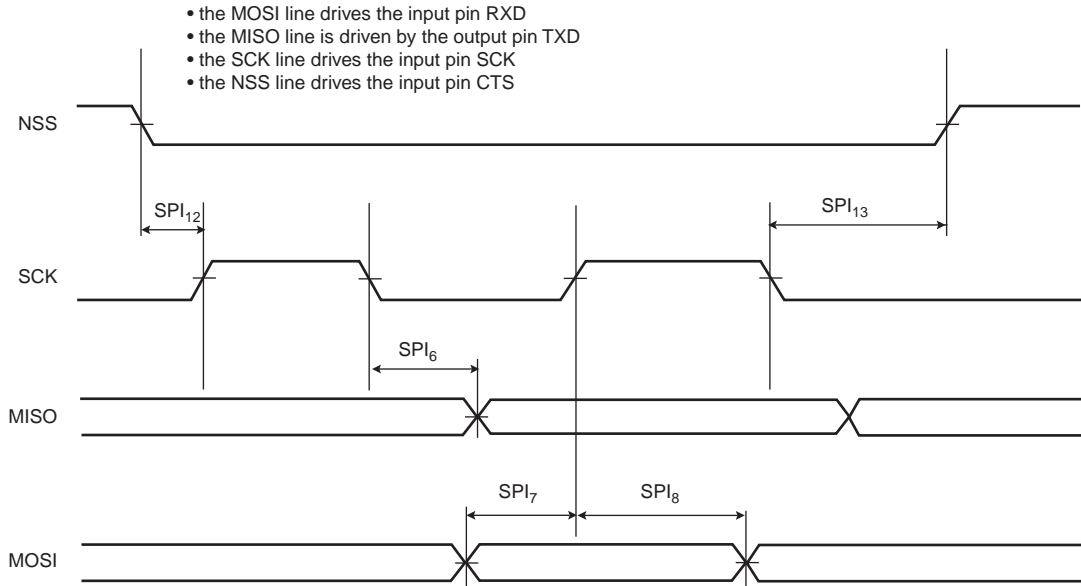 • the MOSI line drives the input pin RXD
• the MISO line is driven by the output pin TXD
• the SCK line drives the input pin SCK
• the NSS line drives the input pin CTS
NSS
SPI12
SPI13
SCK
SPI6
MISO
SPI7
SPI8
MOSI